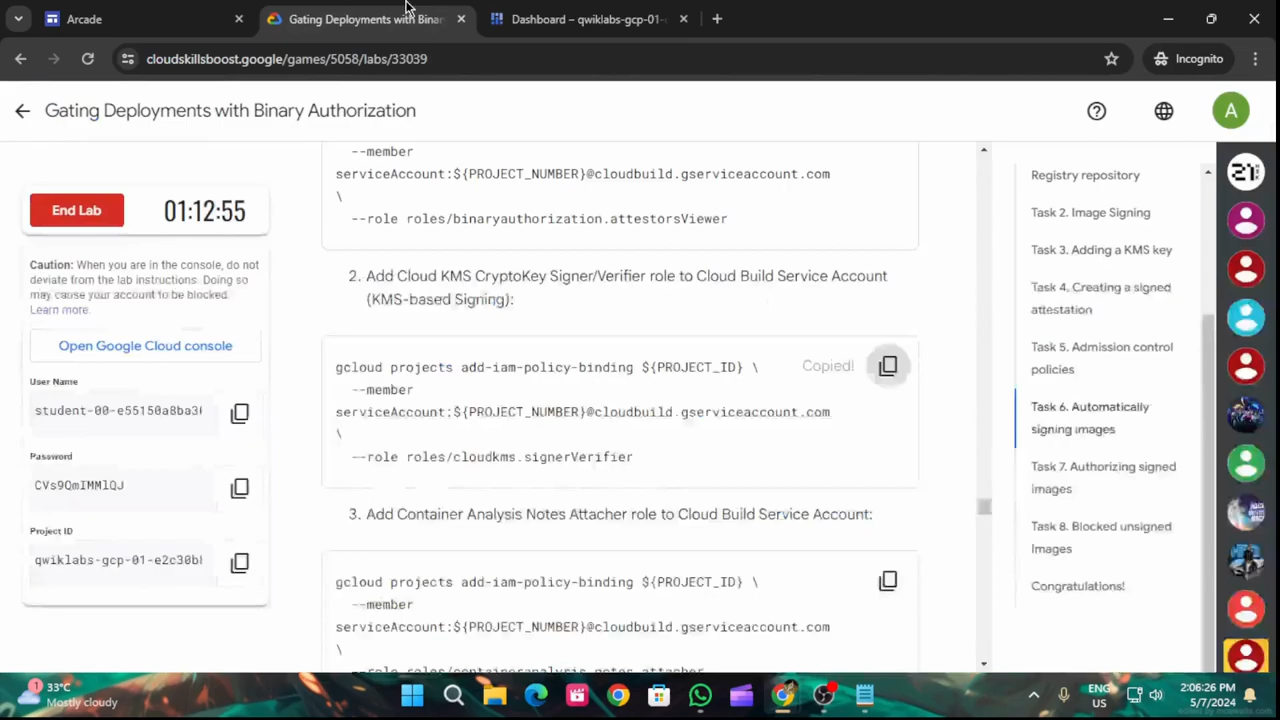 Arcade
Gating Deployments with Binar
Dashboard – qwiklabs-gcp-01-
cloudskillsboost.google/games/5058/labs/33039
Incognito
Gating Deployments with Binary Authorization
A
End Lab
01:12:55
Caution: When you are in the console, do not
deviate from the lab instructions. Doing so
may cause your account to be blocked.
Learn more.
Open Google Cloud console
User Name
student-00-e55150a8ba3
Password
CVs9QmIMMlQJ
Project ID
qwiklabs-gcp-01-e2c30b
--member
serviceAccount:${PROJECT_NUMBER}@cloudbuild.gserviceaccount.com
\
--role roles/binaryauthorization.attestorsViewer
2. Add Cloud KMS CryptoKey Signer/Verifier role to Cloud Build Service Account
(KMS-based Signing):
gcloud projects add-iam-policy-binding ${PROJECT_ID} \
Copied!
--member
serviceAccount:${PROJECT_NUMBER}@cloudbuild.gserviceaccount.com
\
--role roles/cloudkms.signerVerifier
3. Add Container Analysis Notes Attacher role to Cloud Build Service Account:
gcloud projects add-iam-policy-binding ${PROJECT_ID} \
--member
serviceAccount:${PROJECT_NUMBER}@cloudbuild.gserviceaccount.com
\
--role roles/containeranalysis.notes.attacher
Registry repository
Task 2. Image Signing
Task 3. Adding a KMS key
Task 4. Creating a signed
attestation
Task 5. Admission control
policies
Task 6. Automatically
signing images
Task 7. Authorizing signed
images
Task 8. Blocked unsigned
Images
Congratulations!
1
33°C
Mostly cloudy
ENG
US
2:06:26 PM
5/7/2024